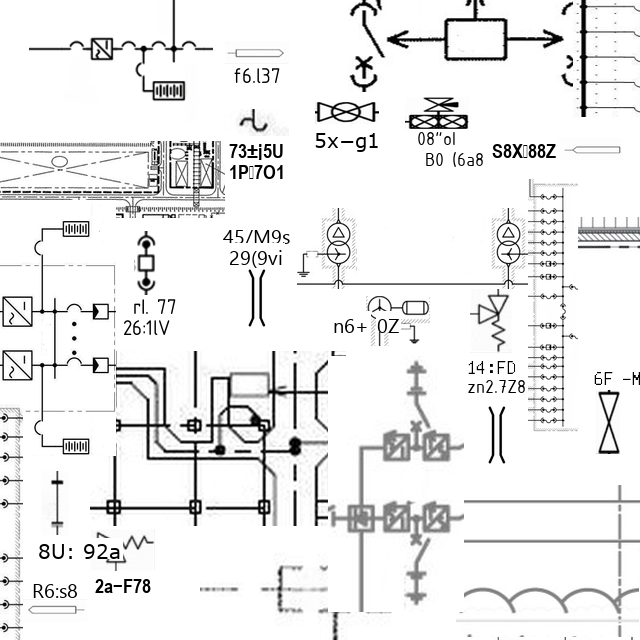 f6.l37
5x−g1
08"ol
B0 (6a8
S8X▯88Z
73±j5U
1P▯7O1
45/M9s
29(9vi
rl. 77
26:1lV
n6+ 0Z
14:FD
zn2.7Z8
6F -M
8U: 92a
2a−F78
R6:s8